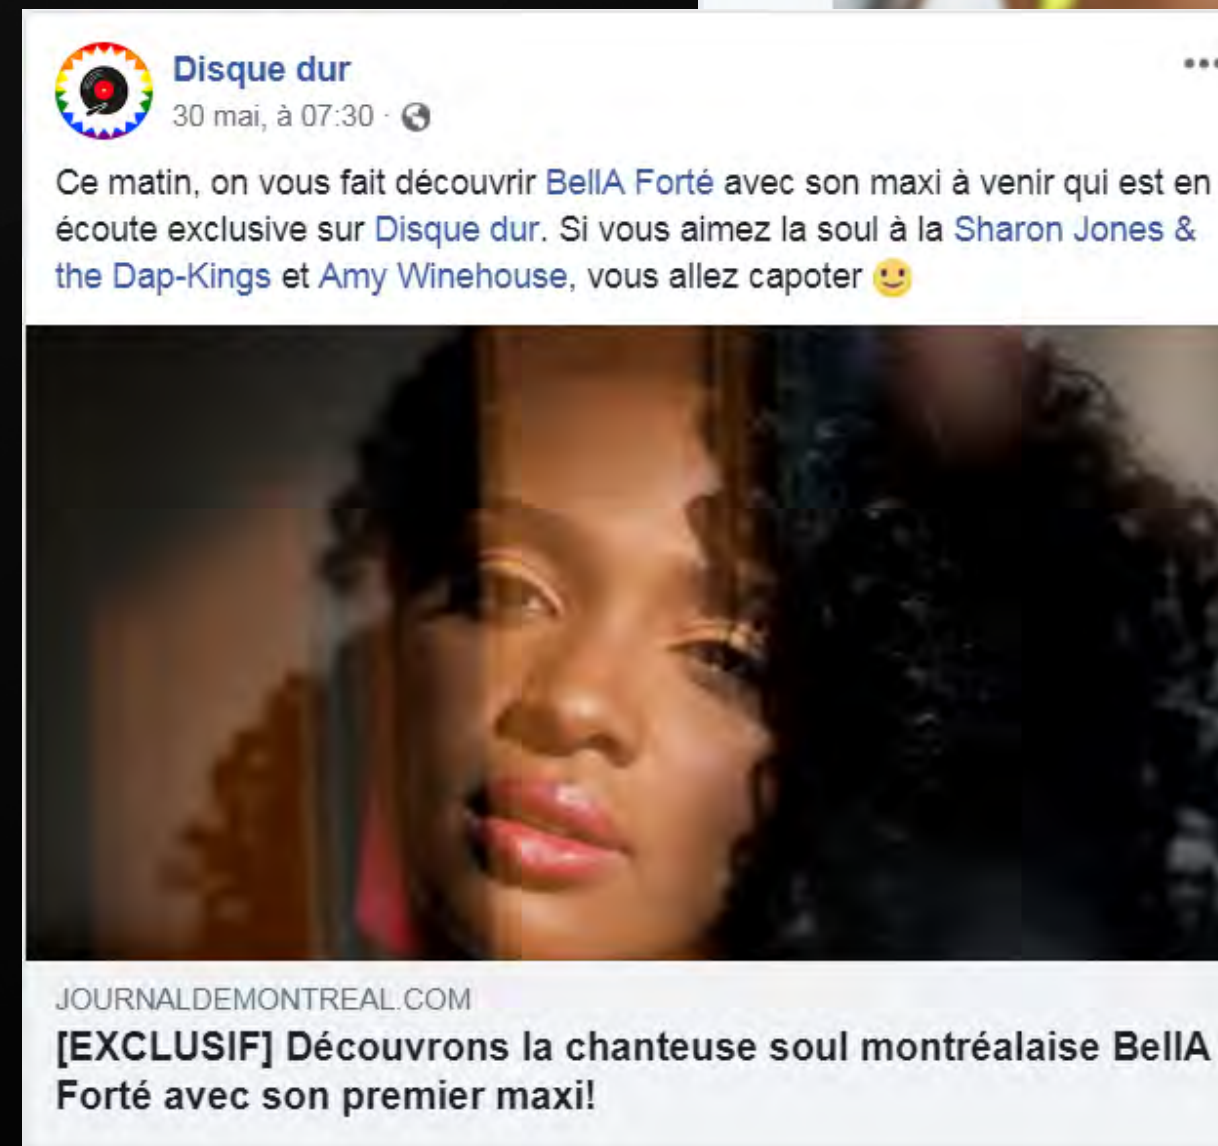 Disque dur
30 mai, à 07:30 ·
Ce matin, on vous fait découvrir BellA Forté avec son maxi à venir qui est en
écoute exclusive sur Disque dur. Si vous aimez la soul à la Sharon Jones &
the Dap-Kings et Amy Winehouse, vous allez capoter 🙂
JOURNALDEMONTREAL.COM
[EXCLUSIF] Découvrons la chanteuse soul montréalaise BellA
Forté avec son premier maxi!